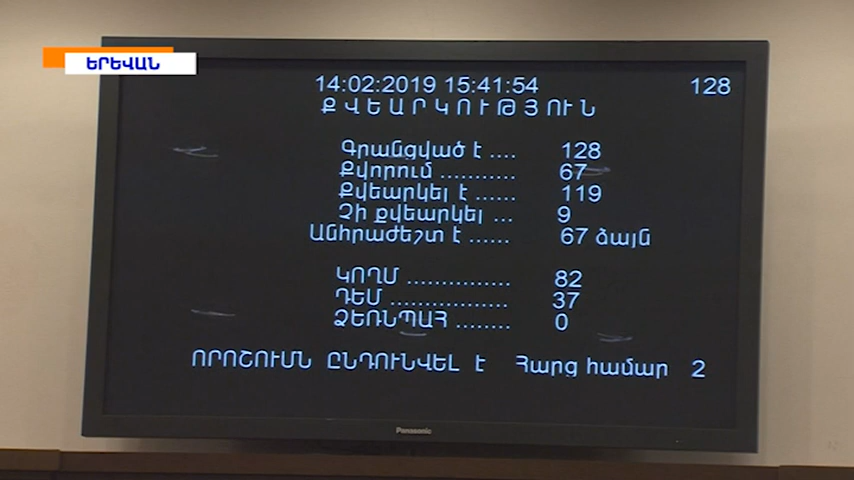 ԵՐԵՎԱՆ
14:02:2019 15:41:54 128
ՔՎԵԱՐԿՈՒԹՅՈՒՆ
Գրանցված է .... 128
Քվորում ........... 67
Քվեարկել է ...... 119
Չի քվեարկել ... 9
Անհրաժեշտ է ...... 67 ձայն
ԿՈՂՄ ............... 82
ԴԵՄ ................. 37
ՁԵՌՆՊԱՀ ........ 0
ՈՐՈՇՈՒՄՆ ԸՆԴՈՒՆՎԵԼ է Հարց համար 2
Panasonic